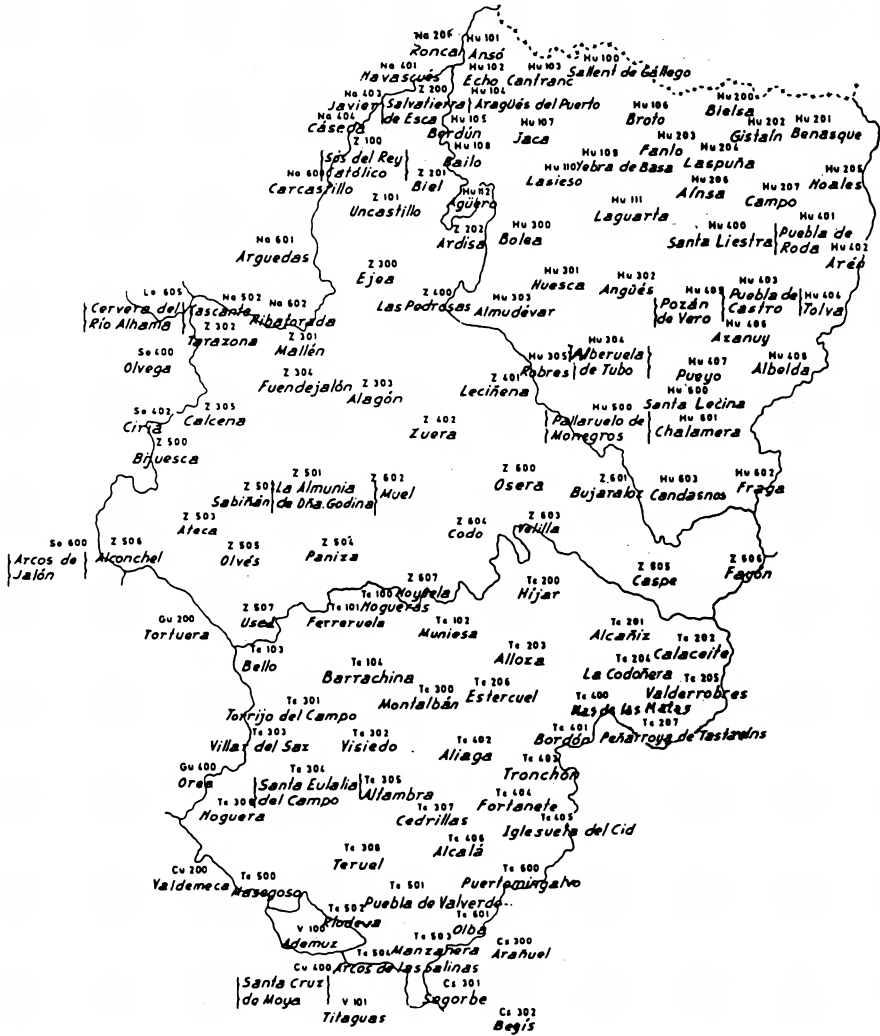 Na 205 Hu 101
Roncal Ansó
Na 401
Navascués
Hu 102 Hu 103
Echo Canfranc
Hu 100
Sallent de Gállego
Na 403 Z 200 Hu 104
Javier Salvatierra Aragüés del Puerto
de Esca
Na 404
Cáseda
Hu 105
Berdún
Hu 107
Jaca
Hu 106
Broto
Hu 200
Bielsa
Hu 202 Hu 201
Gistaín Benasque
Z 100
Sos del Rey
Católico
Hu 108
Bailo
Hu 203
Fanlo
Hu 204
Laspuña
Na 600
Carcastillo
Z 201
Biel
Hu 110 Hu 109
Lasieso Yebra de Basa
Hu 206
Aínsa
Hu 207
Campo
Hu 205
Noales
Z 101
Uncastillo
Hu 112
Agüero
Hu 111
Laguarta
Z 202
Ardisa
Hu 300
Bolea
Hu 400
Santa Liestra
Hu 401
Puebla de
Roda
Hu 402
Arén
Na 601
Arguedas
Z 300
Ejea
Hu 301
Huesca
Hu 302
Angüés
Hu 405
Pozán
de Vero
Hu 403
Puebla de
Castro
Hu 404
Tolva
Lo 605
Cervera del
Río Alhama
Na 502
Cascante
Na 602
Ribaforada
Z 400
Las Pedrosas
Hu 303
Almudévar
Hu 406
Azanuy
Z 302
Tarazona
Z 301
Mallén
So 400
Olvega
Hu 305
Robres
Hu 304
Alberuela
de Tubo
Hu 407
Pueyo
Hu 408
Albelda
Z 304
Fuendejalón
Z 303
Alagón
Z 401
Leciñena
Hu 600
Santa Lecina
So 402
Ciria
Z 305
Calcena
Z 402
Zuera
Hu 500
Pallaruelo de
Monegros
Hu 601
Chalamera
Z 500
Bijuesca
Z 501
La Almunia
de Dña. Godina
Sabiñán
Z 602
Muel
Z 600
Osera
Z 601
Bujaraloz
Hu 603
Candasnos
Hu 602
Fraga
Z 503
Ateca
So 600
Arcos de
Jalón
Z 506
Alconchel
Z 505
Olvés
Z 504
Paniza
Z 604
Codo
Z 603
Velilla
Z 605
Caspe
Z 606
Fayón
Z 607
Moyuela
Te 100
Nogueras
Te 200
Híjar
Gu 200
Tortuera
Z 507
Used
Te 101
Ferreruela
Te 102
Muniesa
Te 201
Alcañiz
Te 202
Calaceite
Te 103
Bello
Te 203
Alloza
Te 204
La Codoñera
Te 205
Valderrobres
Te 104
Barrachina
Te 300
Montalbán
Te 206
Estercuel
Te 400
Mas de las Matas
Te 301
Torrijo del Campo
Te 207
Peñarroya de Tastavins
Te 303
Villar del Saz
Te 302
Visiedo
Te 402
Aliaga
Te 401
Bordón
Te 403
Tronchón
Gu 400
Orea
Te 304
Santa Eulalia
del Campo
Te 305
Alfambra
Te 404
Fortanete
Te 306
Noguera
Te 307
Cedrillas
Te 405
Iglesuela del Cid
Te 308
Teruel
Te 406
Alcalá
Cu 200
Valdemeca
Te 500
Masegoso
Te 501
Puebla de Valverde
Te 600
Puertomingalvo
Te 502
Riodeva
Te 601
Olba
V 100
Ademuz
Te 503
Manzanera
Cs 300
Arañuel
Te 504
Arcos de las Salinas
Cu 400
Santa Cruz
de Moya
V 101
Titaguas
Cs 301
Segorbe
Cs 302
Begís